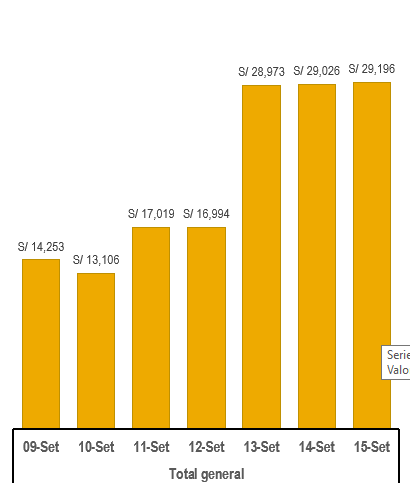 S/ 28,973 S/ 29,026 S/ 29,196
S/ 17,019 S/ 16,994
S/ 14,253 S/ 13,106
Serie
Valo
09-Set 10-Set 11-Set 12-Set 13-Set 14-Set 15-Set
Total general